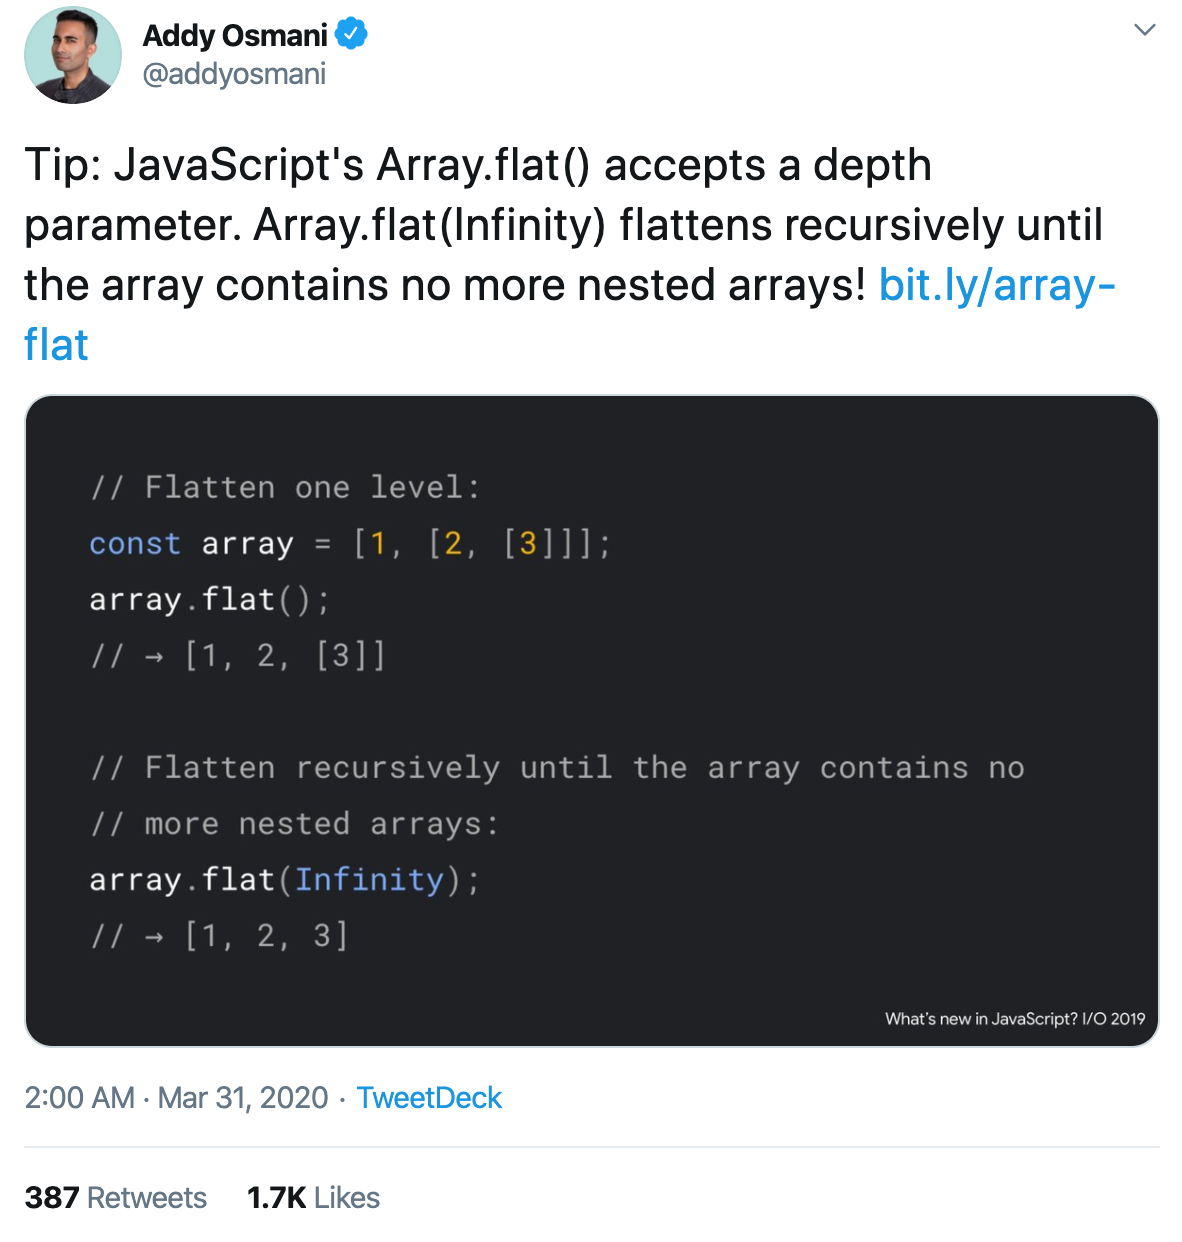 Addy Osmani
@addyosmani
Tip: JavaScript's Array.flat() accepts a depth
parameter. Array.flat(Infinity) flattens recursively until
the array contains no more nested arrays! bit.ly/array-
flat
// Flatten one level:
const array = [1, [2, [3]]];
array.flat();
// → [1, 2, [3]]
// Flatten recursively until the array contains no
// more nested arrays:
array.flat(Infinity);
// → [1, 2, 3]
What's new in JavaScript? I/O 2019
2:00 AM · Mar 31, 2020 · TweetDeck
387 Retweets 1.7K Likes